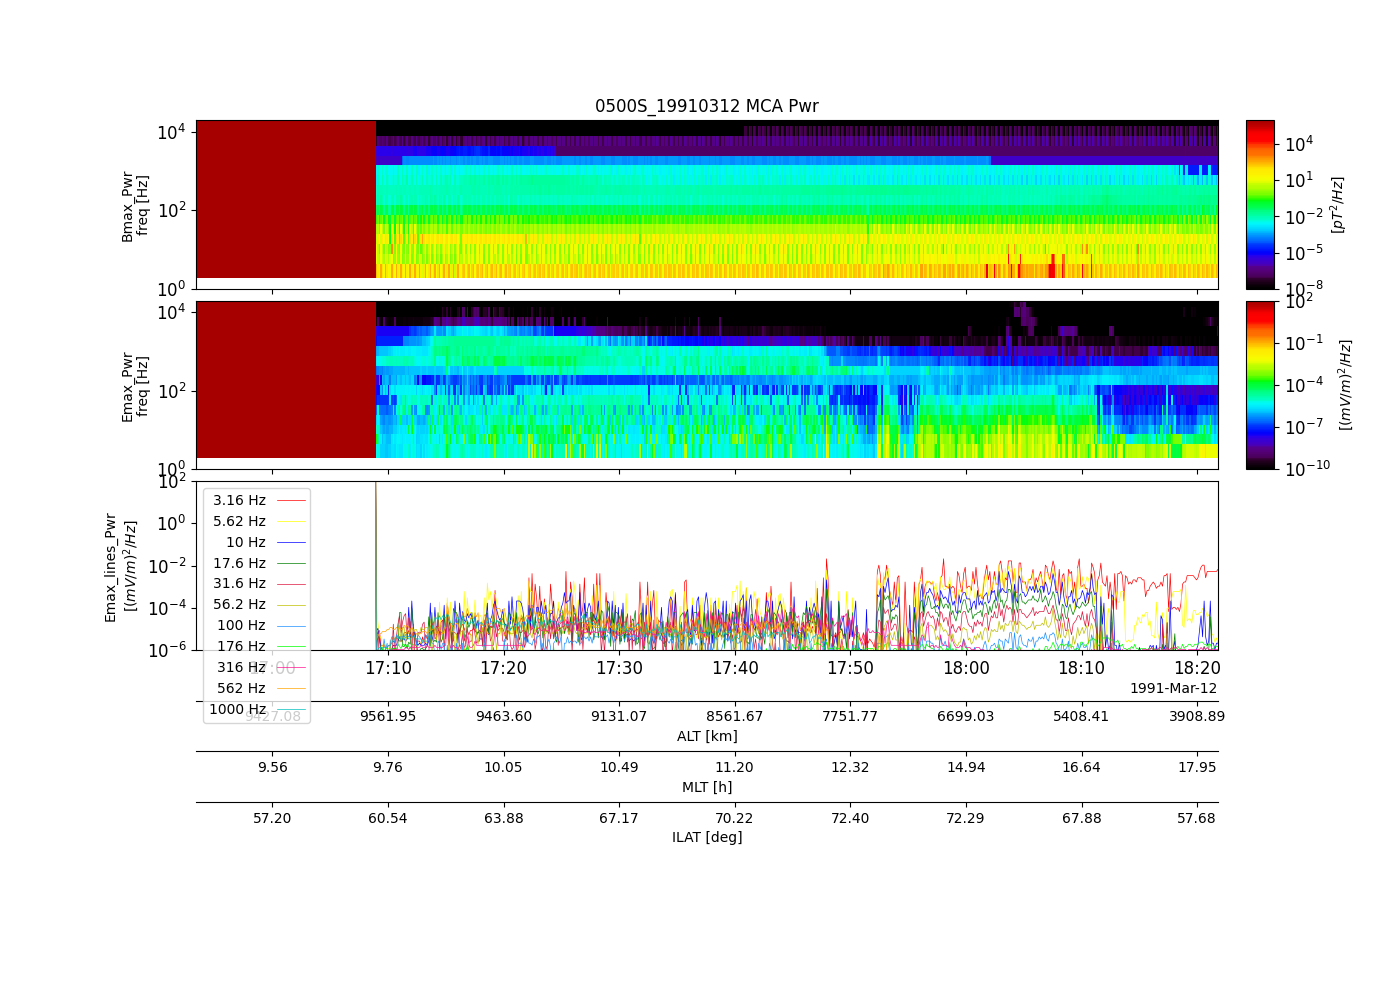 0500S_19910312 MCA Pwr
10^4
10^2
10^0
Bmax_Pwr
freq [Hz]
10^4
10^1
10^-2
10^-5
10^-8
[pT^2/Hz]
10^4
10^2
10^0
Emax_Pwr
freq [Hz]
10^2
10^-1
10^-4
10^-7
10^-10
[(mV/m)^2/Hz]
10^2
10^0
10^-2
10^-4
10^-6
Emax_lines_Pwr
[(mV/m)^2/Hz]
3.16 Hz
5.62 Hz
10 Hz
17.6 Hz
31.6 Hz
56.2 Hz
100 Hz
176 Hz
316 Hz
562 Hz
1000 Hz
17:00 17:10 17:20 17:30 17:40 17:50 18:00 18:10 18:20
1991-Mar-12
9427.08 9561.95 9463.60 9131.07 8561.67 7751.77 6699.03 5408.41 3908.89
ALT [km]
9.56 9.76 10.05 10.49 11.20 12.32 14.94 16.64 17.95
MLT [h]
57.20 60.54 63.88 67.17 70.22 72.40 72.29 67.88 57.68
ILAT [deg]